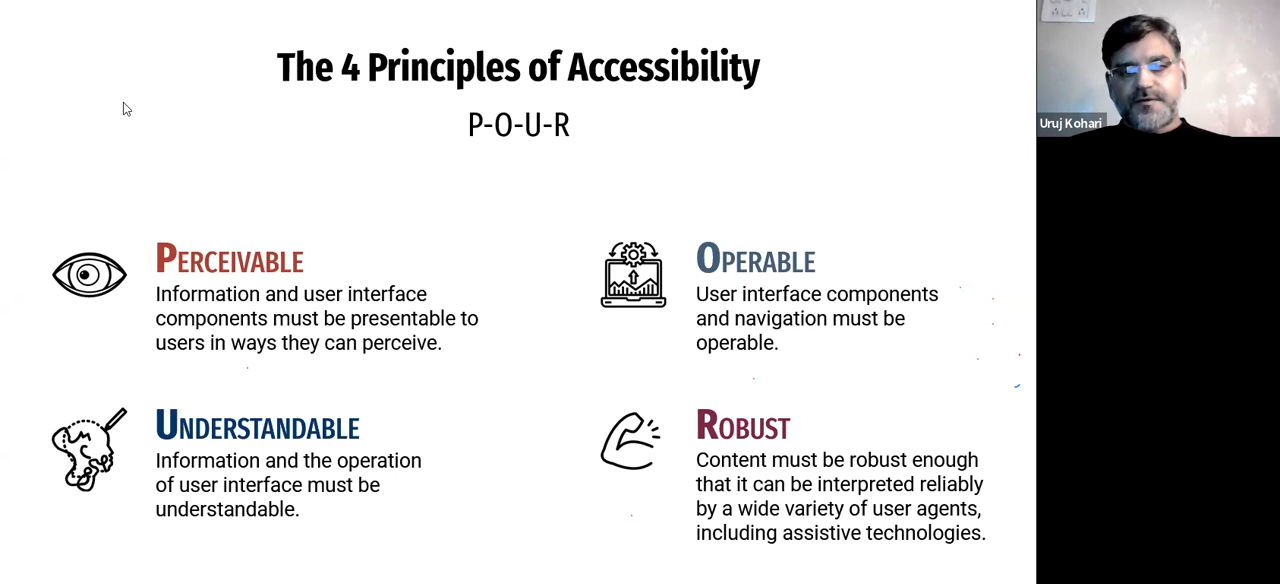 The 4 Principles of Accessibility
P-O-U-R
Uruj Kohari
PERCEIVABLE
Information and user interface
components must be presentable to
users in ways they can perceive.
OPERABLE
User interface components
and navigation must be
operable.
UNDERSTANDABLE
Information and the operation
of user interface must be
understandable.
ROBUST
Content must be robust enough
that it can be interpreted reliably
by a wide variety of user agents,
including assistive technologies.